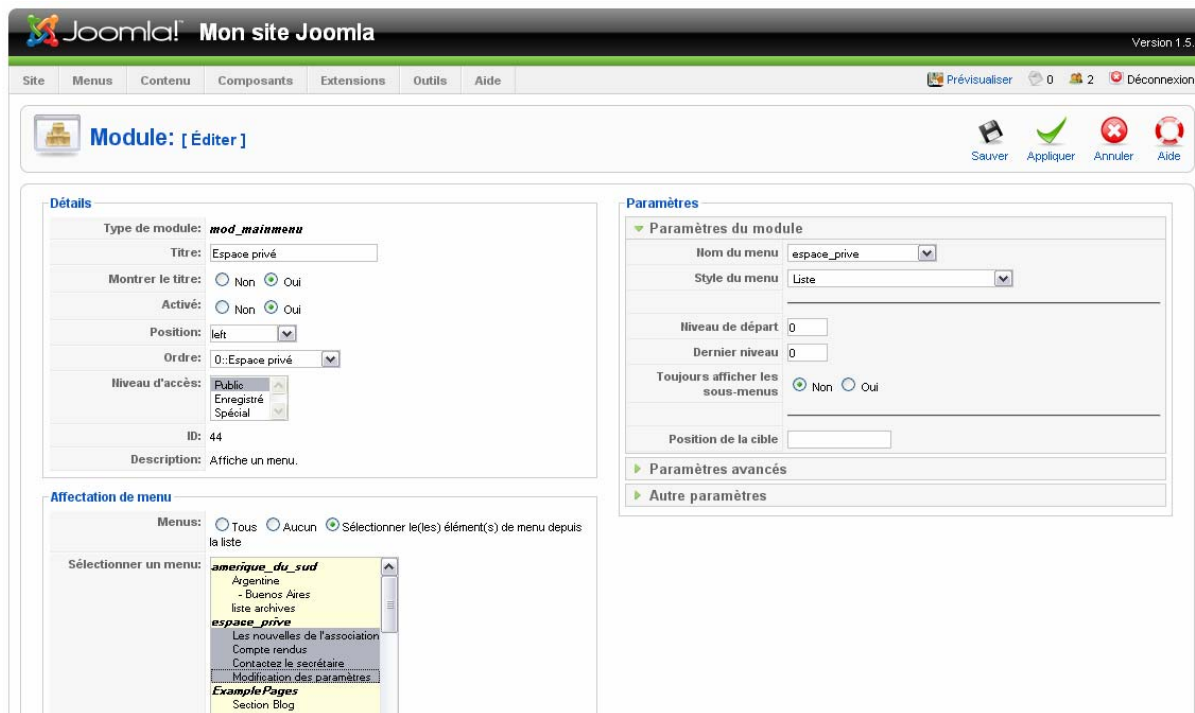 Joomla! Mon site Joomla
Version 1.5.
Site Menus Contenu Composants Extensions Outils Aide Prévisualiser 0 2 Déconnexion
Module: [ Éditer ]
Sauver Appliquer Annuler Aide
Détails
Type de module: mod_mainmenu
Titre: Espace privé
Montrer le titre: Non Oui
Activé: Non Oui
Position: left
Ordre: 0::Espace privé
Niveau d'accès: Public
Enregistré
Spécial
ID: 44
Description: Affiche un menu.
Affectation de menu
Menus: Tous Aucun Sélectionner le(les) élément(s) de menu depuis
la liste
Sélectionner un menu: amerique_du_sud
Argentine
- Buenos Aires
liste archives
espace_prive
Les nouvelles de l'association
Compte rendus
Contactez le secrétaire
Modification des paramètres
ExamplePages
Section Blog
Paramètres
Paramètres du module
Nom du menu espace_prive
Style du menu Liste
Niveau de départ 0
Dernier niveau 0
Toujours afficher les
sous-menus Non Oui
Position de la cible
Paramètres avancés
Autre paramètres